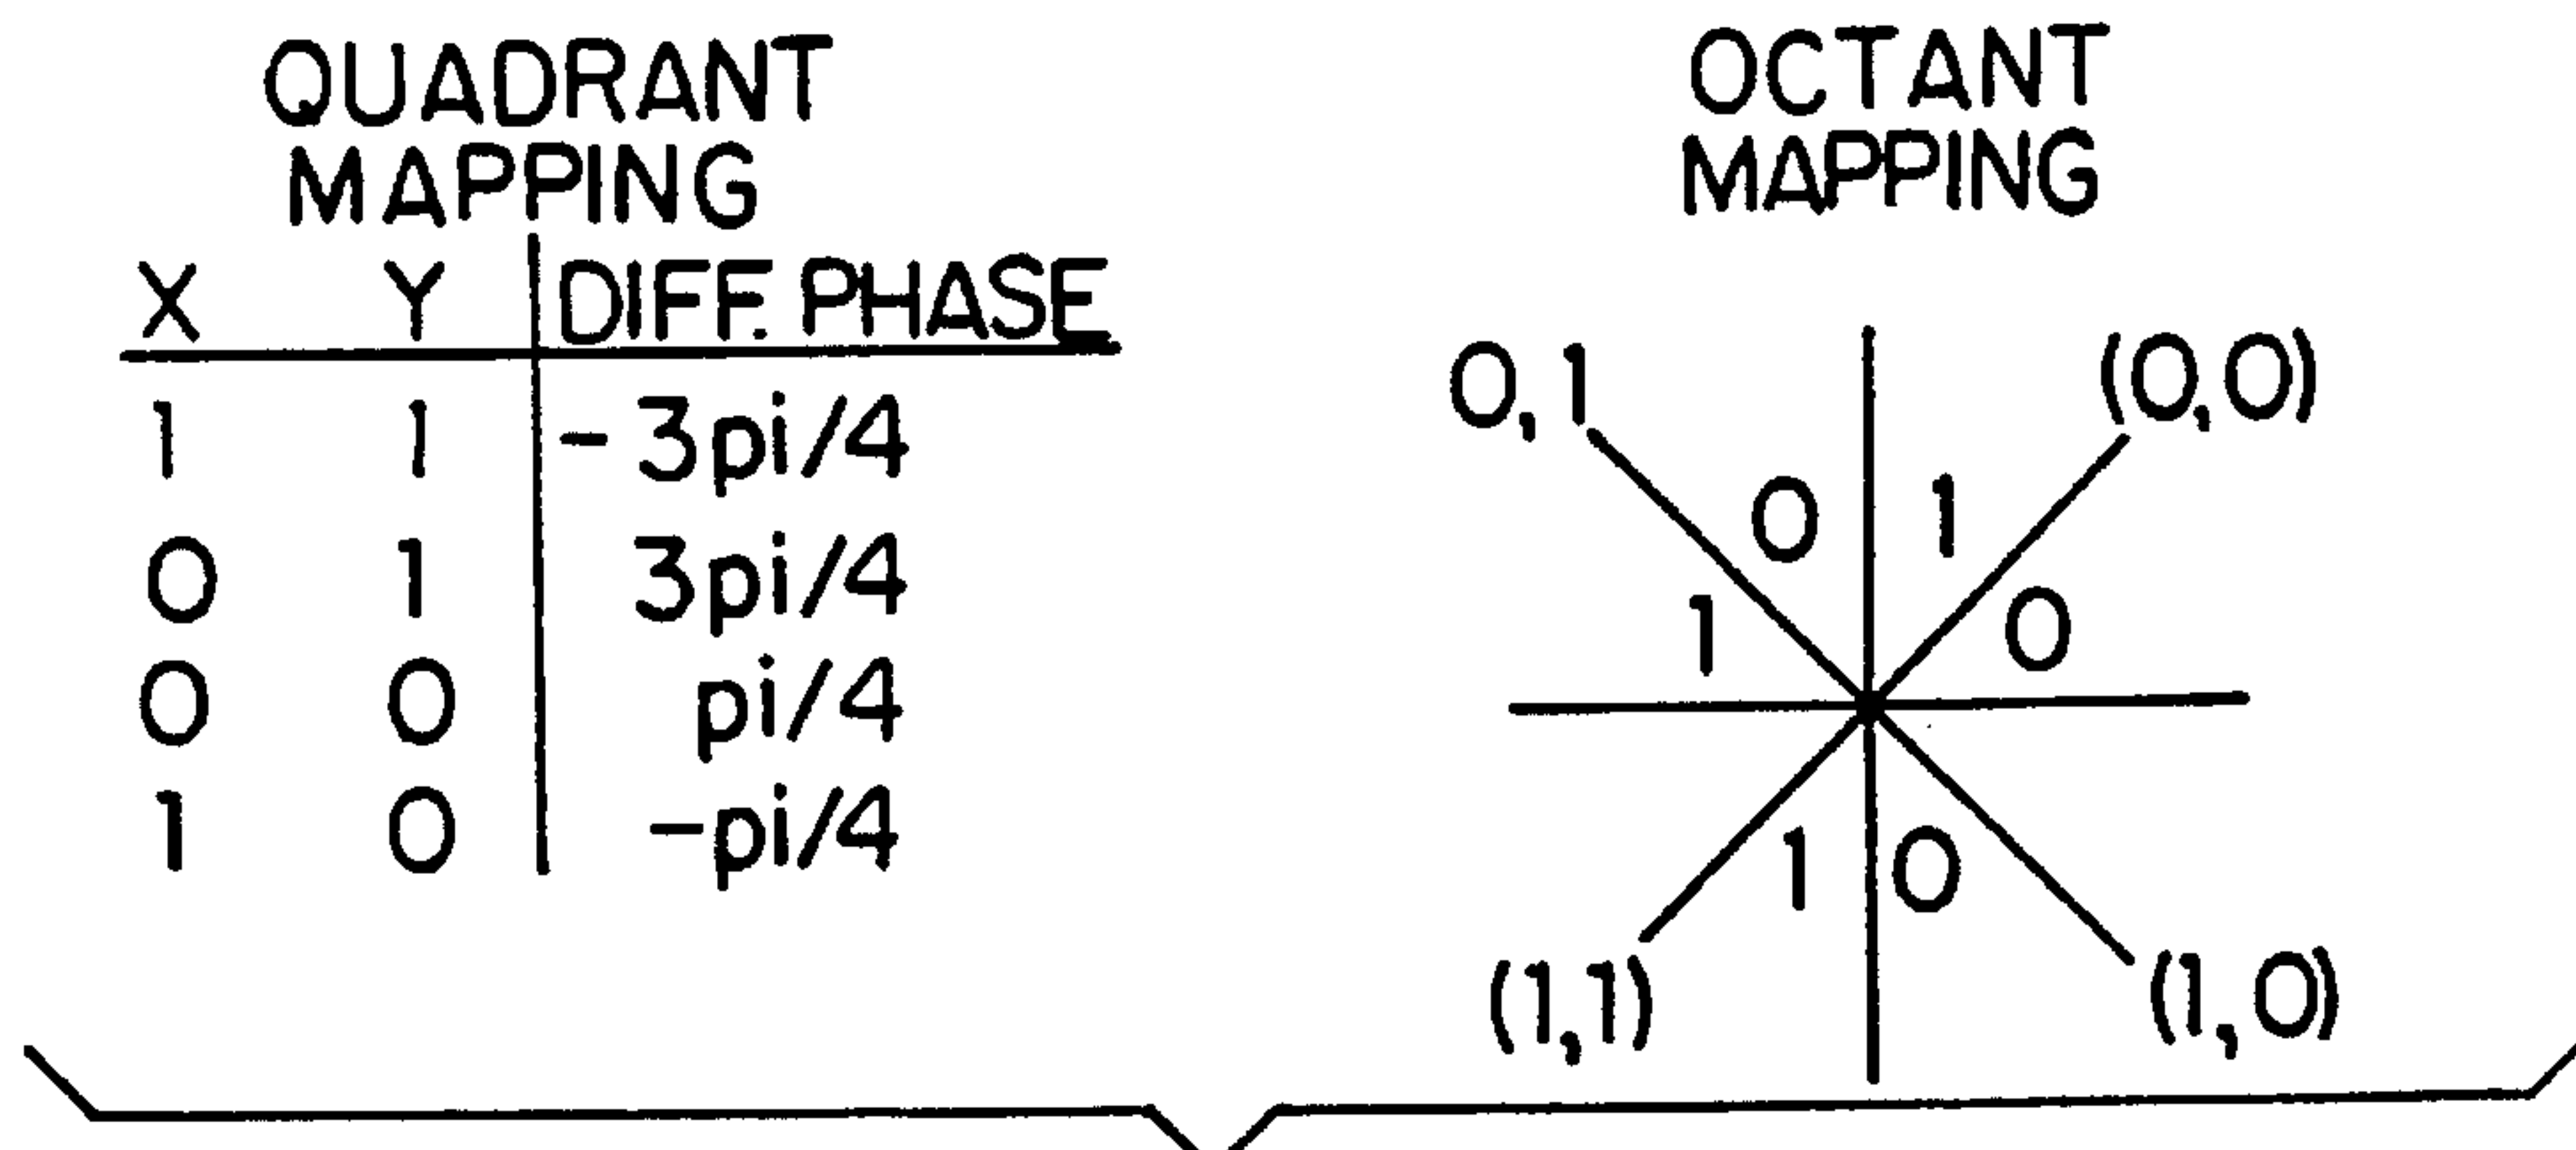 QUADRANT
MAPPING
X Y DIFF. PHASE
1 1 - 3pi/4
0 1 3pi/4
0 0 pi/4
1 0 -pi/4
OCTANT
MAPPING
0,1 (0,0)
0 1
1 0
1 0
(1,1) (1,0)